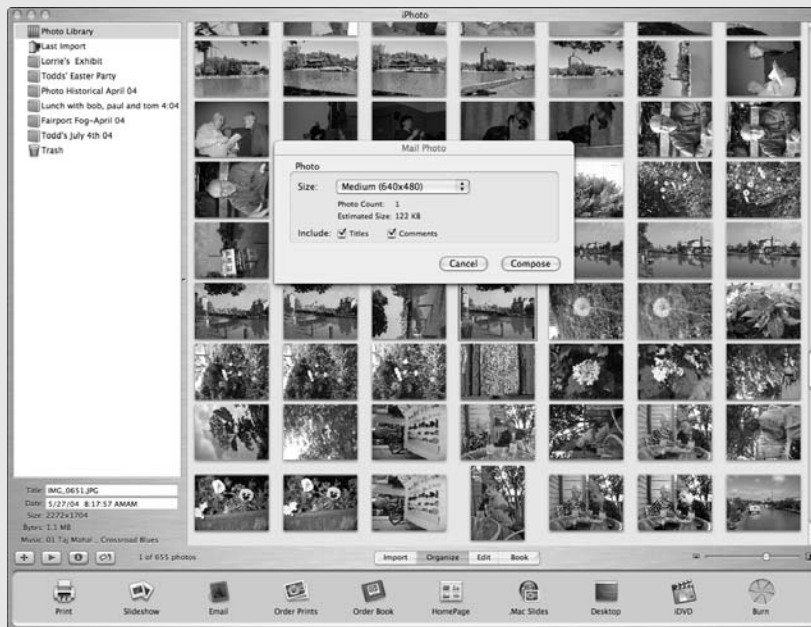 iPhoto
Photo Library
Last Import
Lorrie's Exhibit
Todds' Easter Party
Photo Historical April 04
Lunch with bob, paul and tom 4:04
Fairport Fog-April 04
Todd's July 4th 04
Trash
Mail Photo
Photo
Size: Medium (640x480)
Photo Count: 1
Estimated Size: 122 KB
Include: Titles Comments
Cancel Compose
Title: IMG_0651.JPG
Date: 5/27/04 8:17:57 AMAM
Size: 2272x1704
Bytes: 1.1 MB
Music: 01 Taj Mahal _ Crossroad Blues
1 of 655 photos
Import Organize Edit Book
Print Slideshow Email Order Prints Order Book HomePage .Mac Slides Desktop iDVD Burn